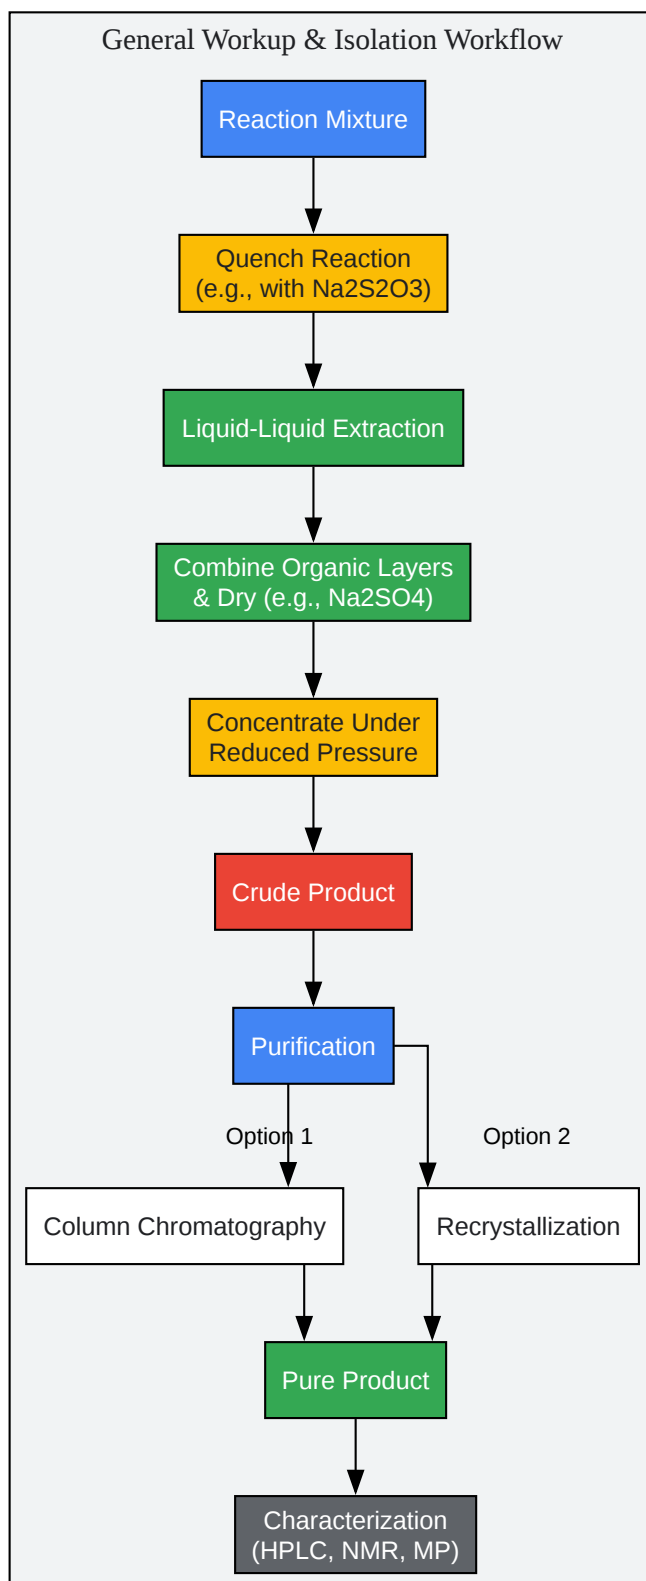 General Workup & Isolation Workflow
Reaction Mixture
Quench Reaction
(e.g., with Na2S2O3)
Liquid-Liquid Extraction
Combine Organic Layers
& Dry (e.g., Na2SO4)
Concentrate Under
Reduced Pressure
Crude Product
Purification
Option 1
Option 2
Column Chromatography
Recrystallization
Pure Product
Characterization
(HPLC, NMR, MP)